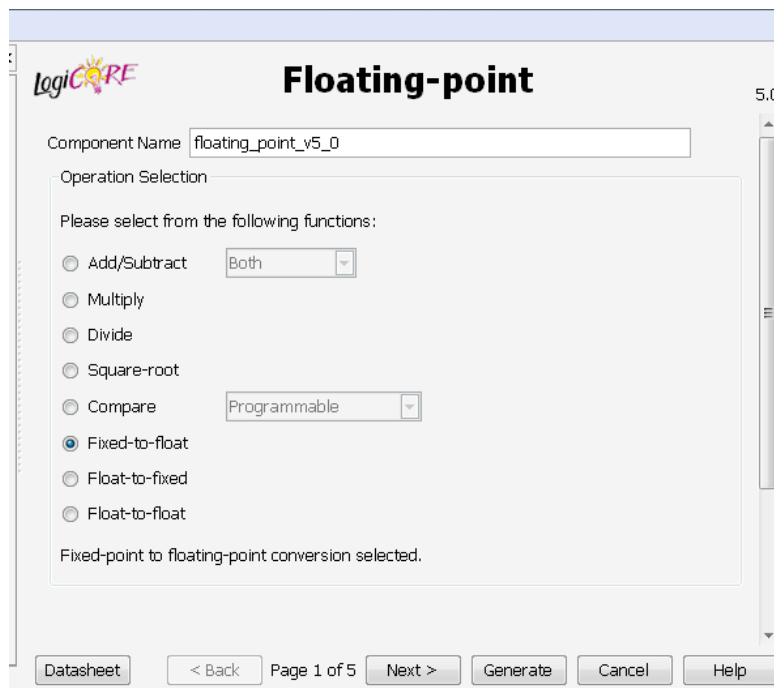 LogiCORE
Floating-point
5.0
Component Name floating_point_v5_0
Operation Selection
Please select from the following functions:
Add/Subtract Both
Multiply
Divide
Square-root
Compare Programmable
Fixed-to-float
Float-to-fixed
Float-to-float
Fixed-point to floating-point conversion selected.
Datasheet < Back Page 1 of 5 Next > Generate Cancel Help